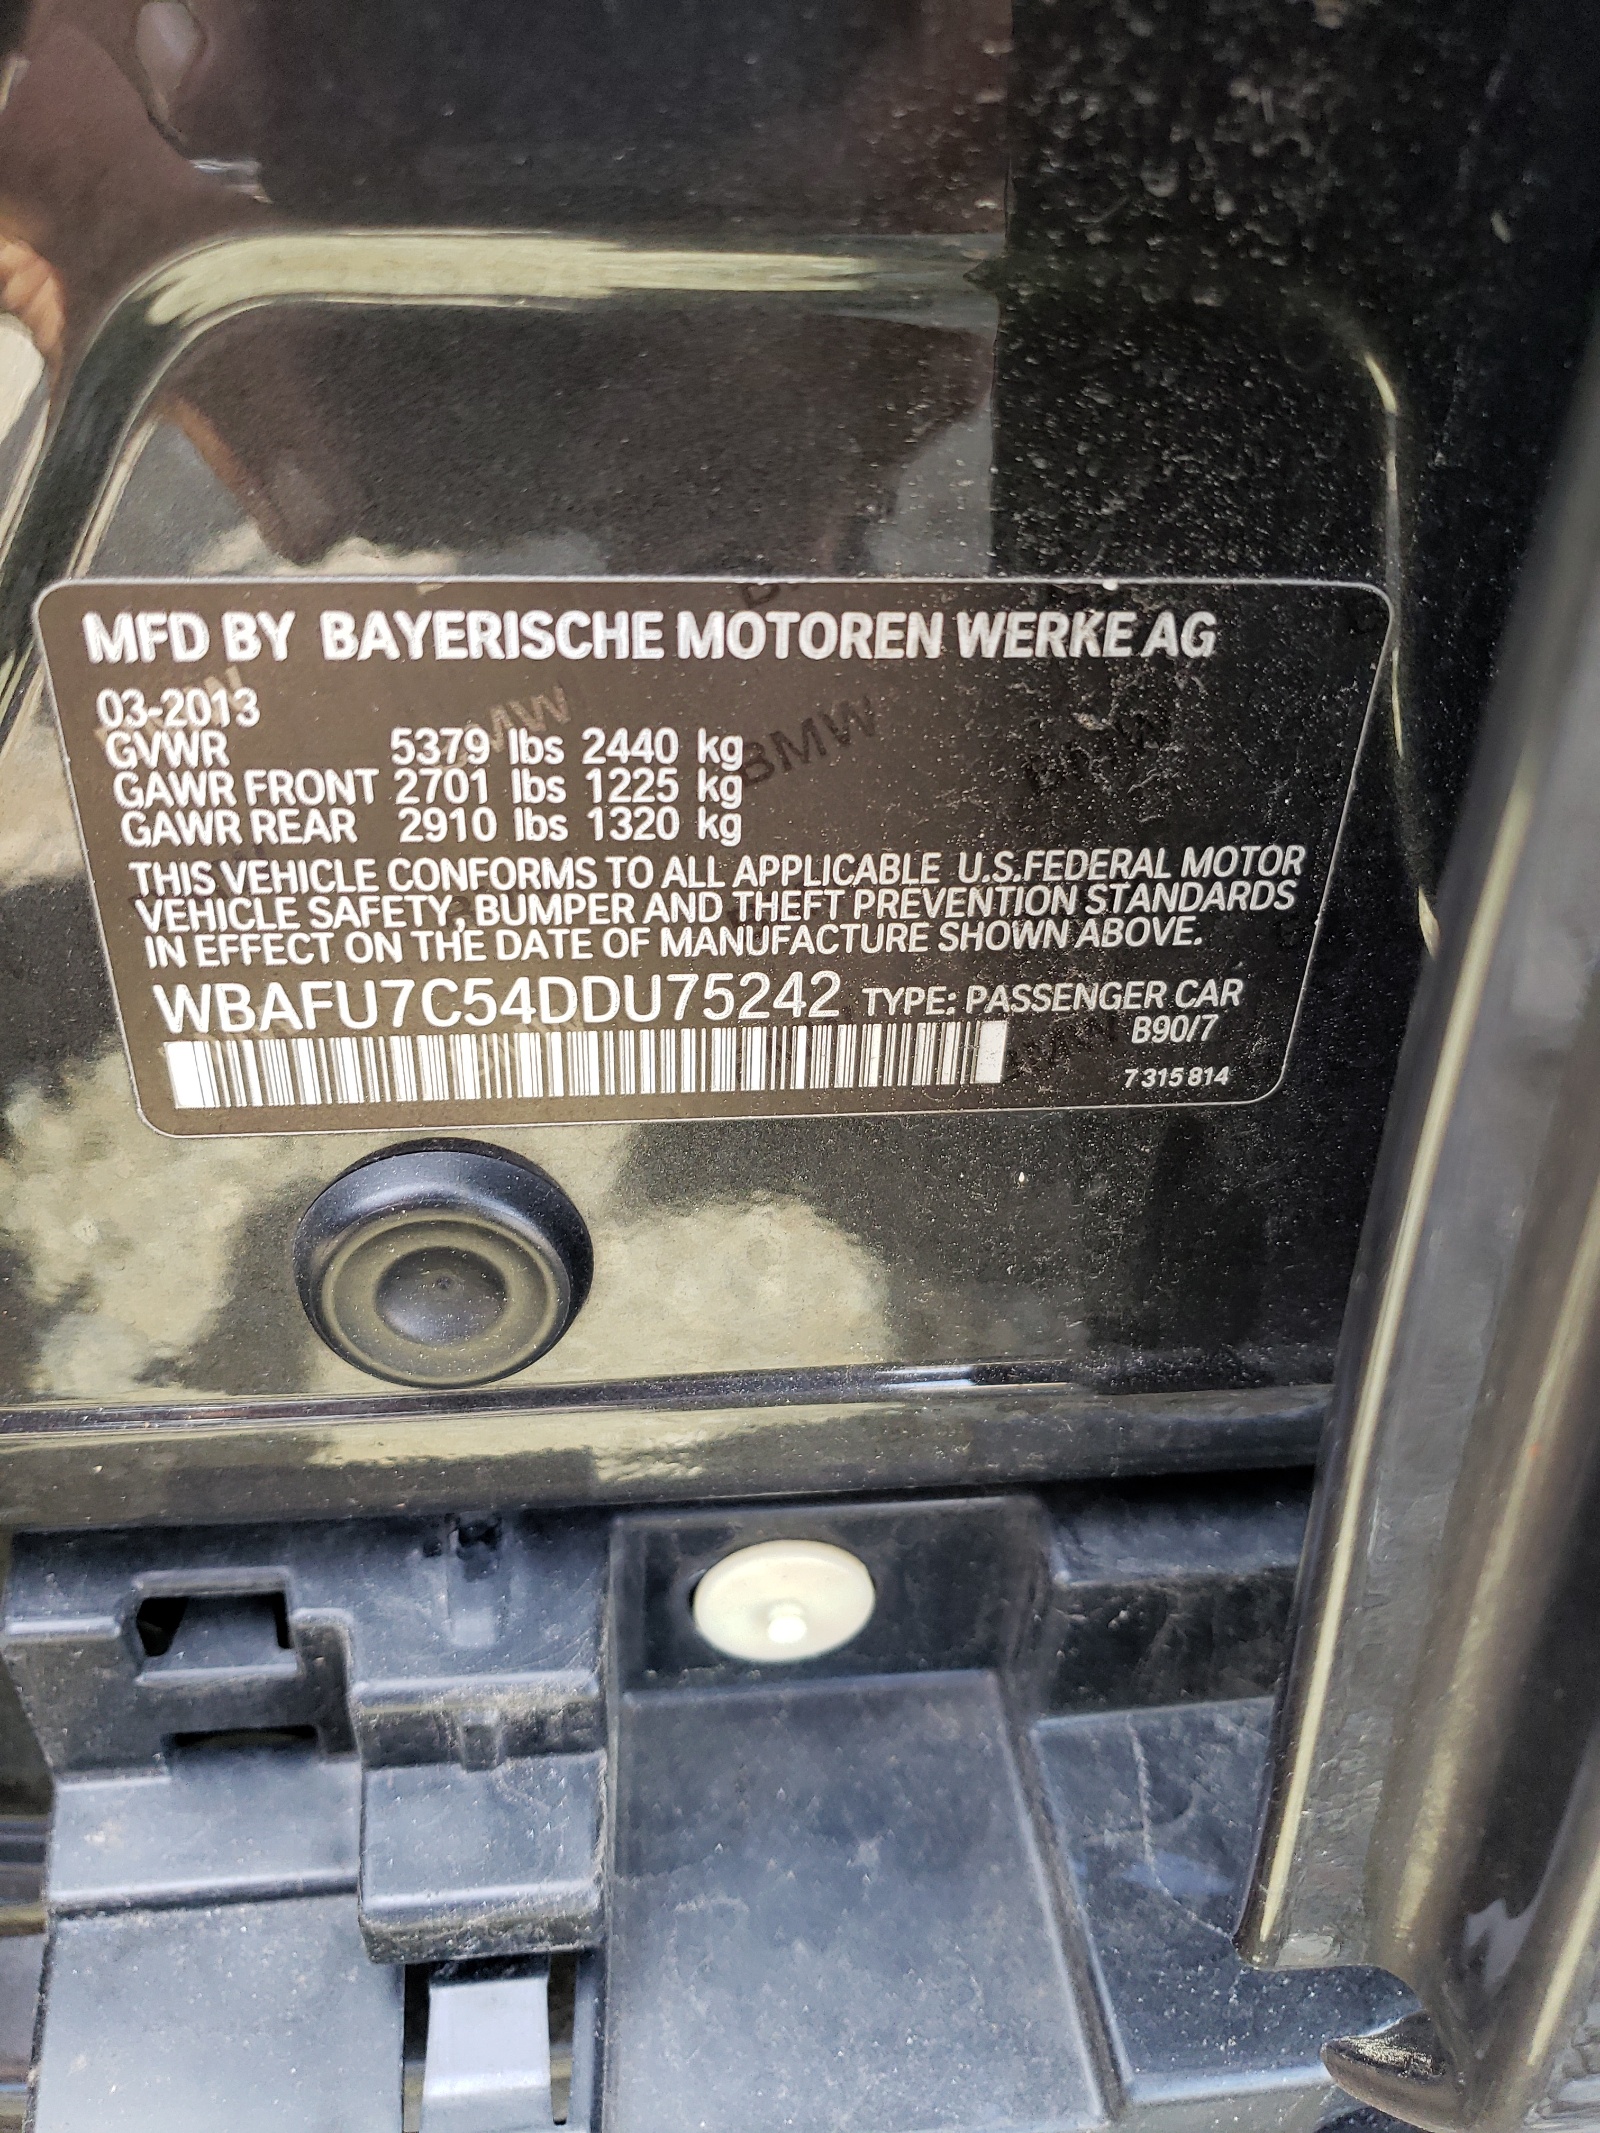 MFD BY BAYERISCHE MOTOREN WERKE AG
03-2013
GVWR 5379 lbs 2440 kg
GAWR FRONT 2701 lbs 1225 kg
GAWR REAR 2910 lbs 1320 kg
THIS VEHICLE CONFORMS TO ALL APPLICABLE U.S.FEDERAL MOTOR
VEHICLE SAFETY, BUMPER AND THEFT PREVENTION STANDARDS
IN EFFECT ON THE DATE OF MANUFACTURE SHOWN ABOVE.
WBAFU7C54DDU75242 TYPE: PASSENGER CAR
B90/7
7 315 814
BMW
BMW
BMW